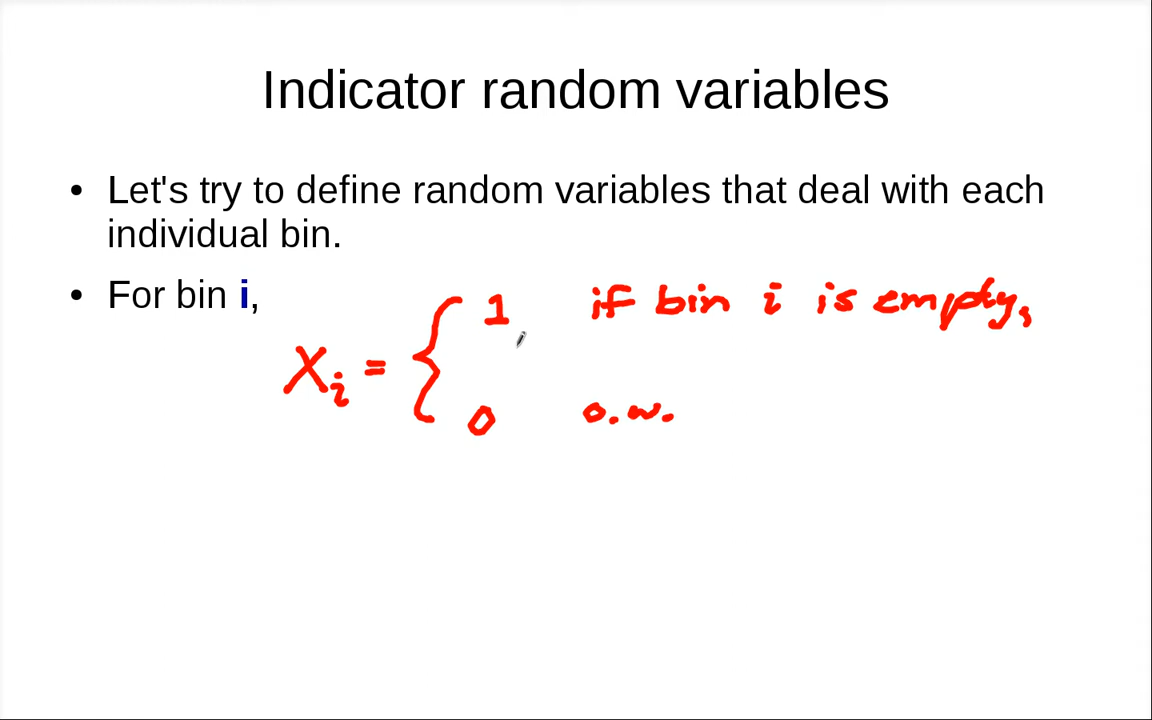 Indicator random variables
• Let's try to define random variables that deal with each
individual bin.
• For bin i,
1 if bin i is empty,
Xi = {
0 o.w.